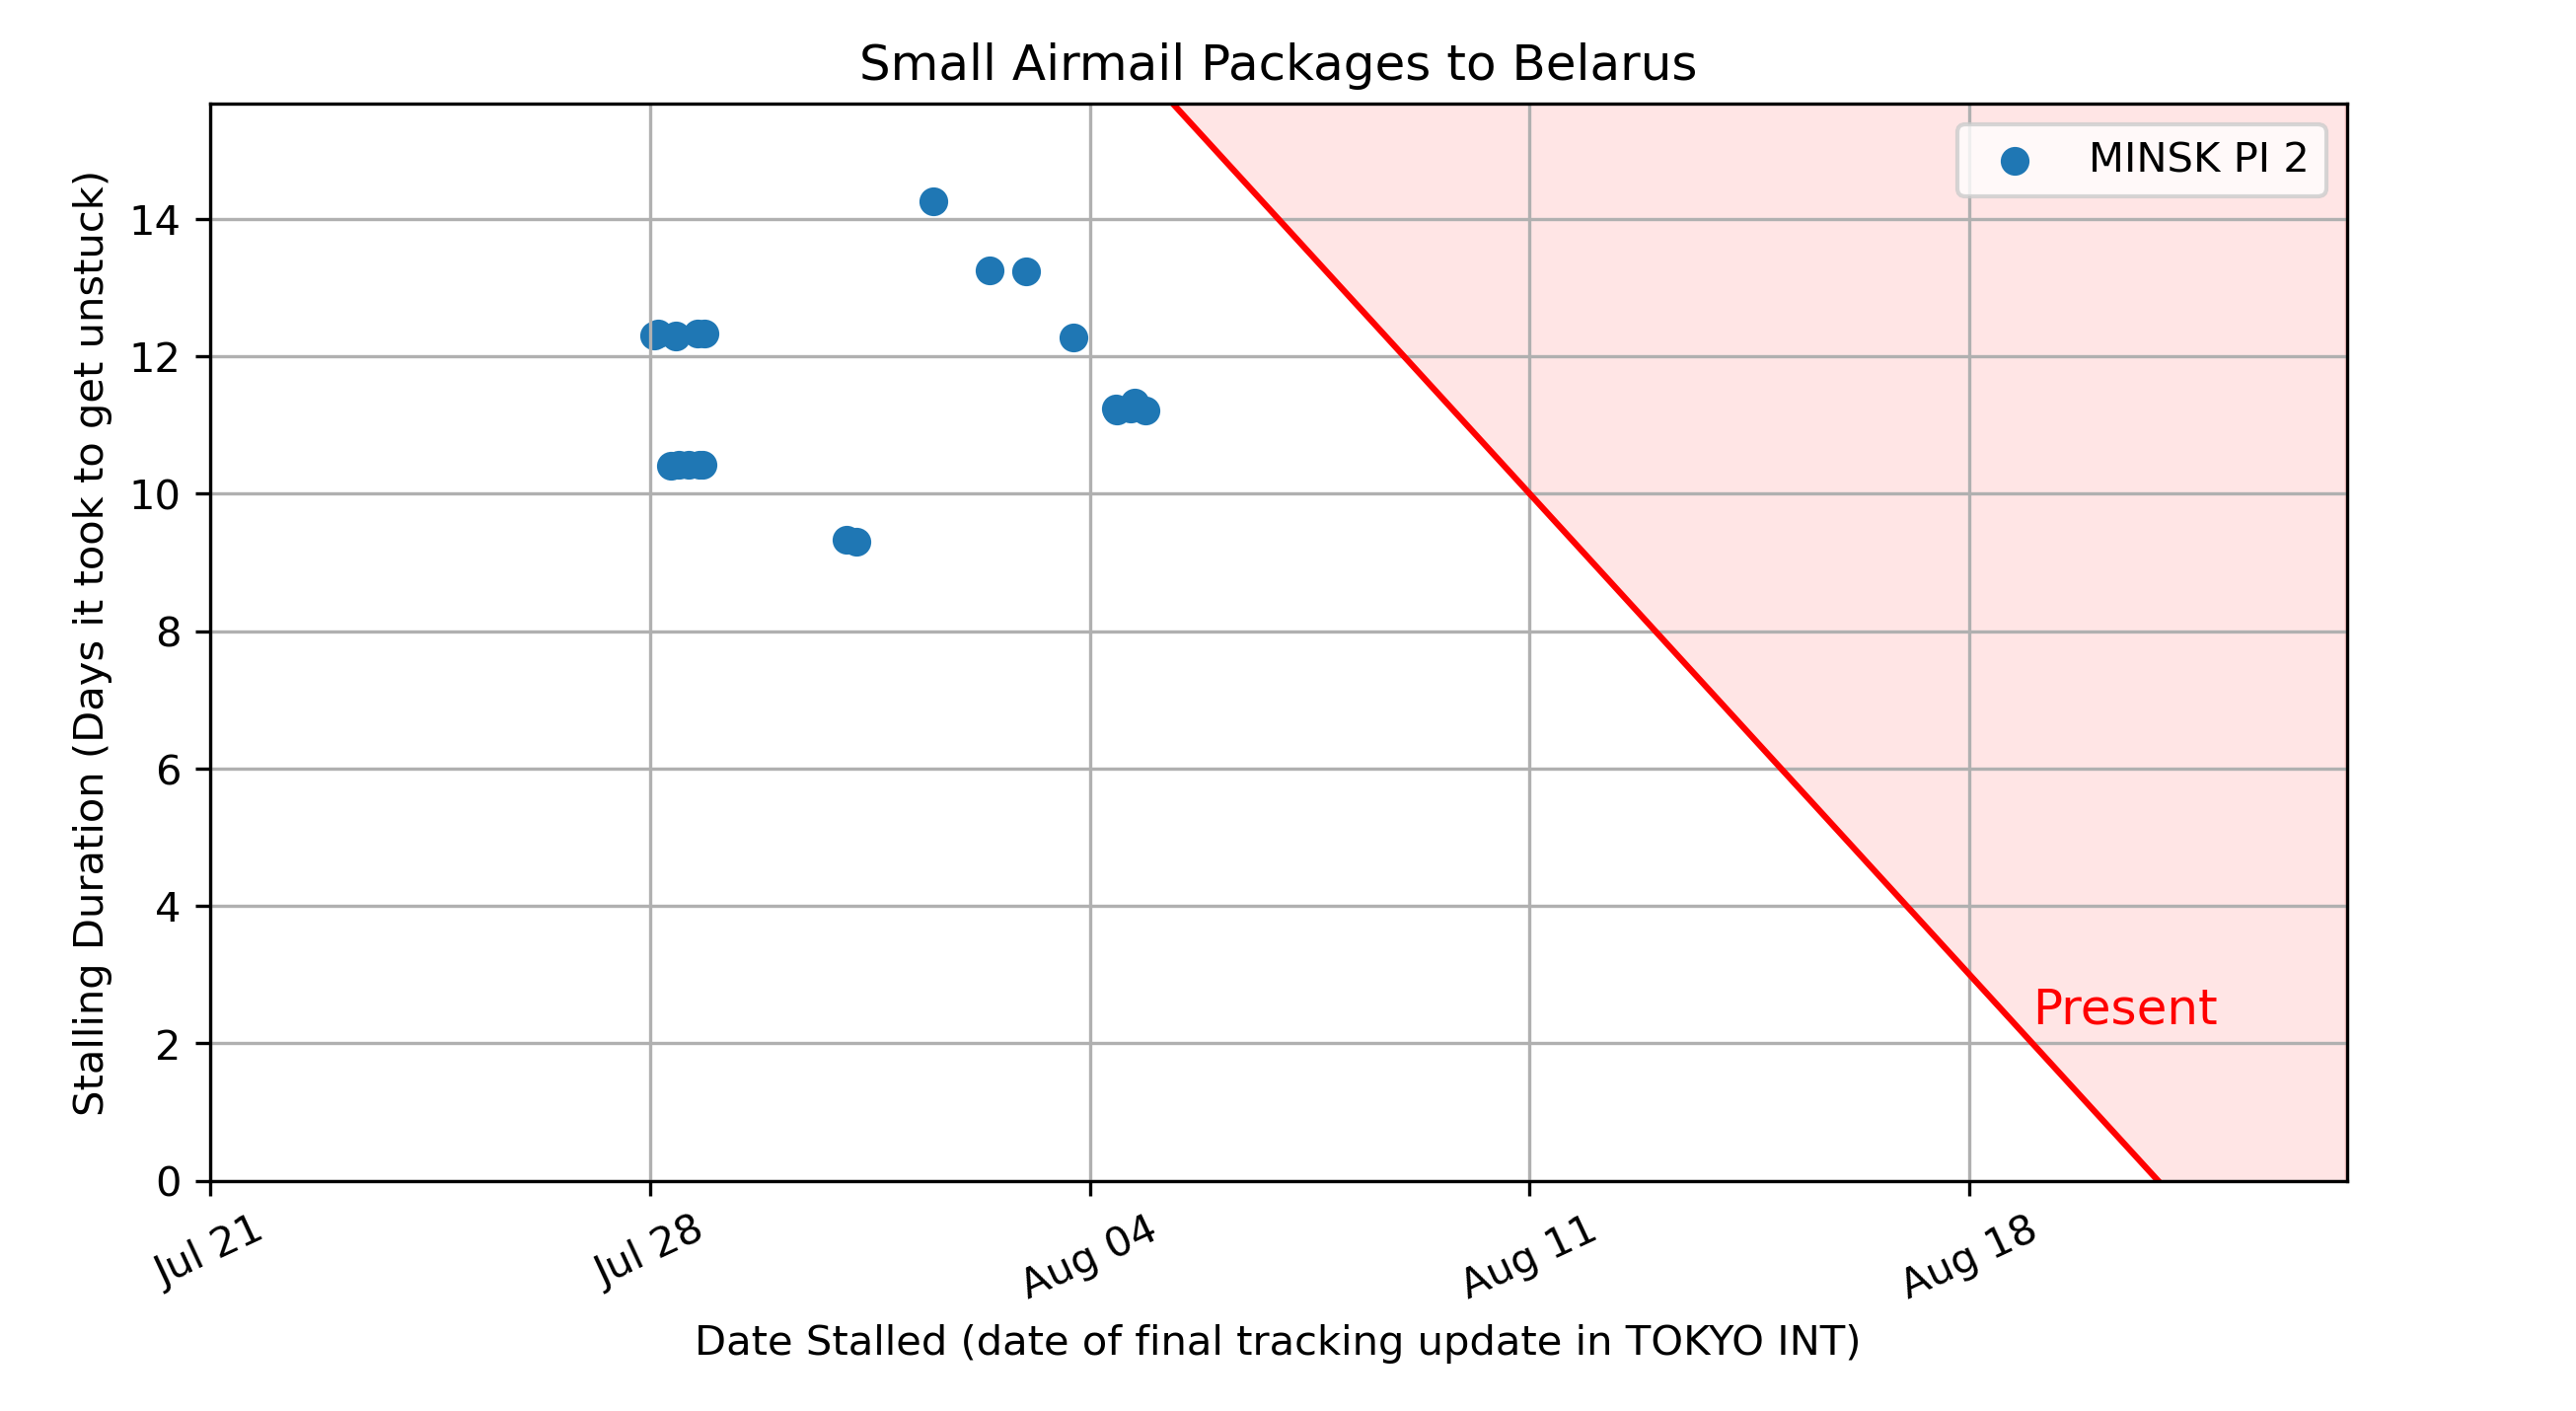 Small Airmail Packages to Belarus
MINSK PI 2
Stalling Duration (Days it took to get unstuck)
14
12
10
8
6
4
2
0
Present
Jul 21
Jul 28
Aug 04
Aug 11
Aug 18
Date Stalled (date of final tracking update in TOKYO INT)